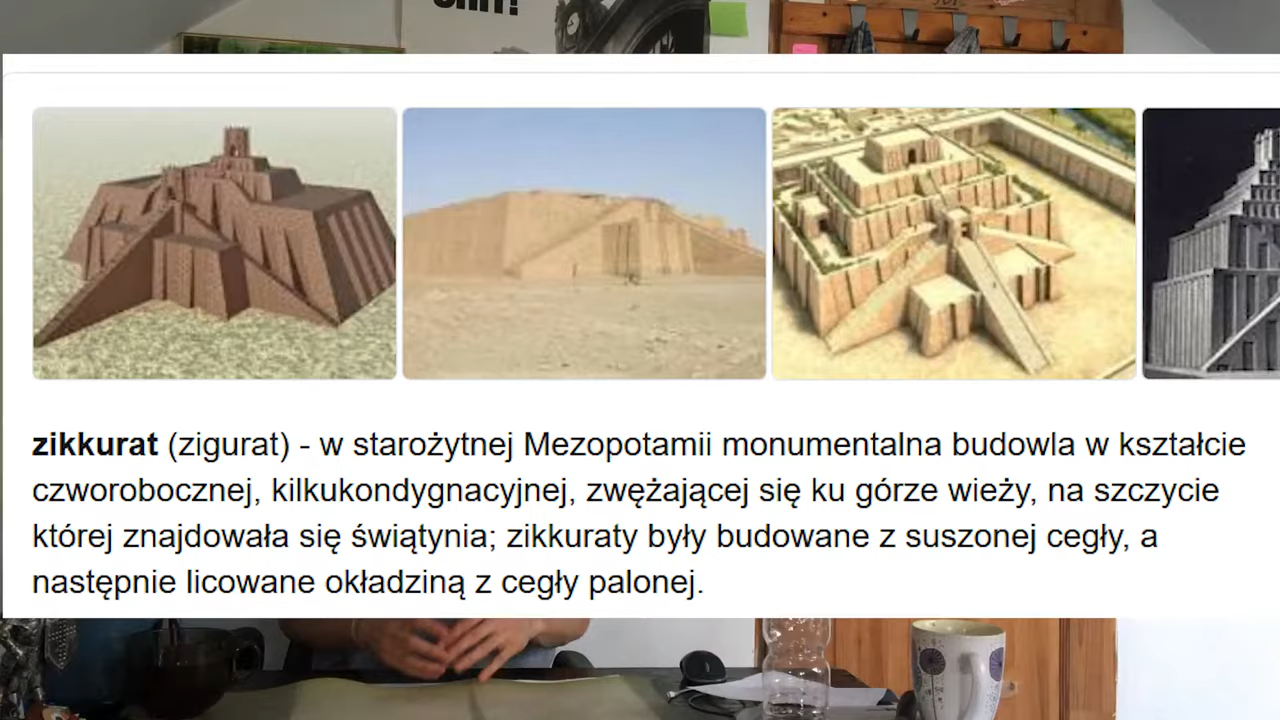 zikkurat (zigurat) - w starożytnej Mezopotamii monumentalna budowla w kształcie
czworobocznej, kilkukondygnacyjnej, zwężającej się ku górze wieży, na szczycie
której znajdowała się świątynia; zikkuraty były budowane z suszonej cegły, a
następnie licowane okładziną z cegły palonej.